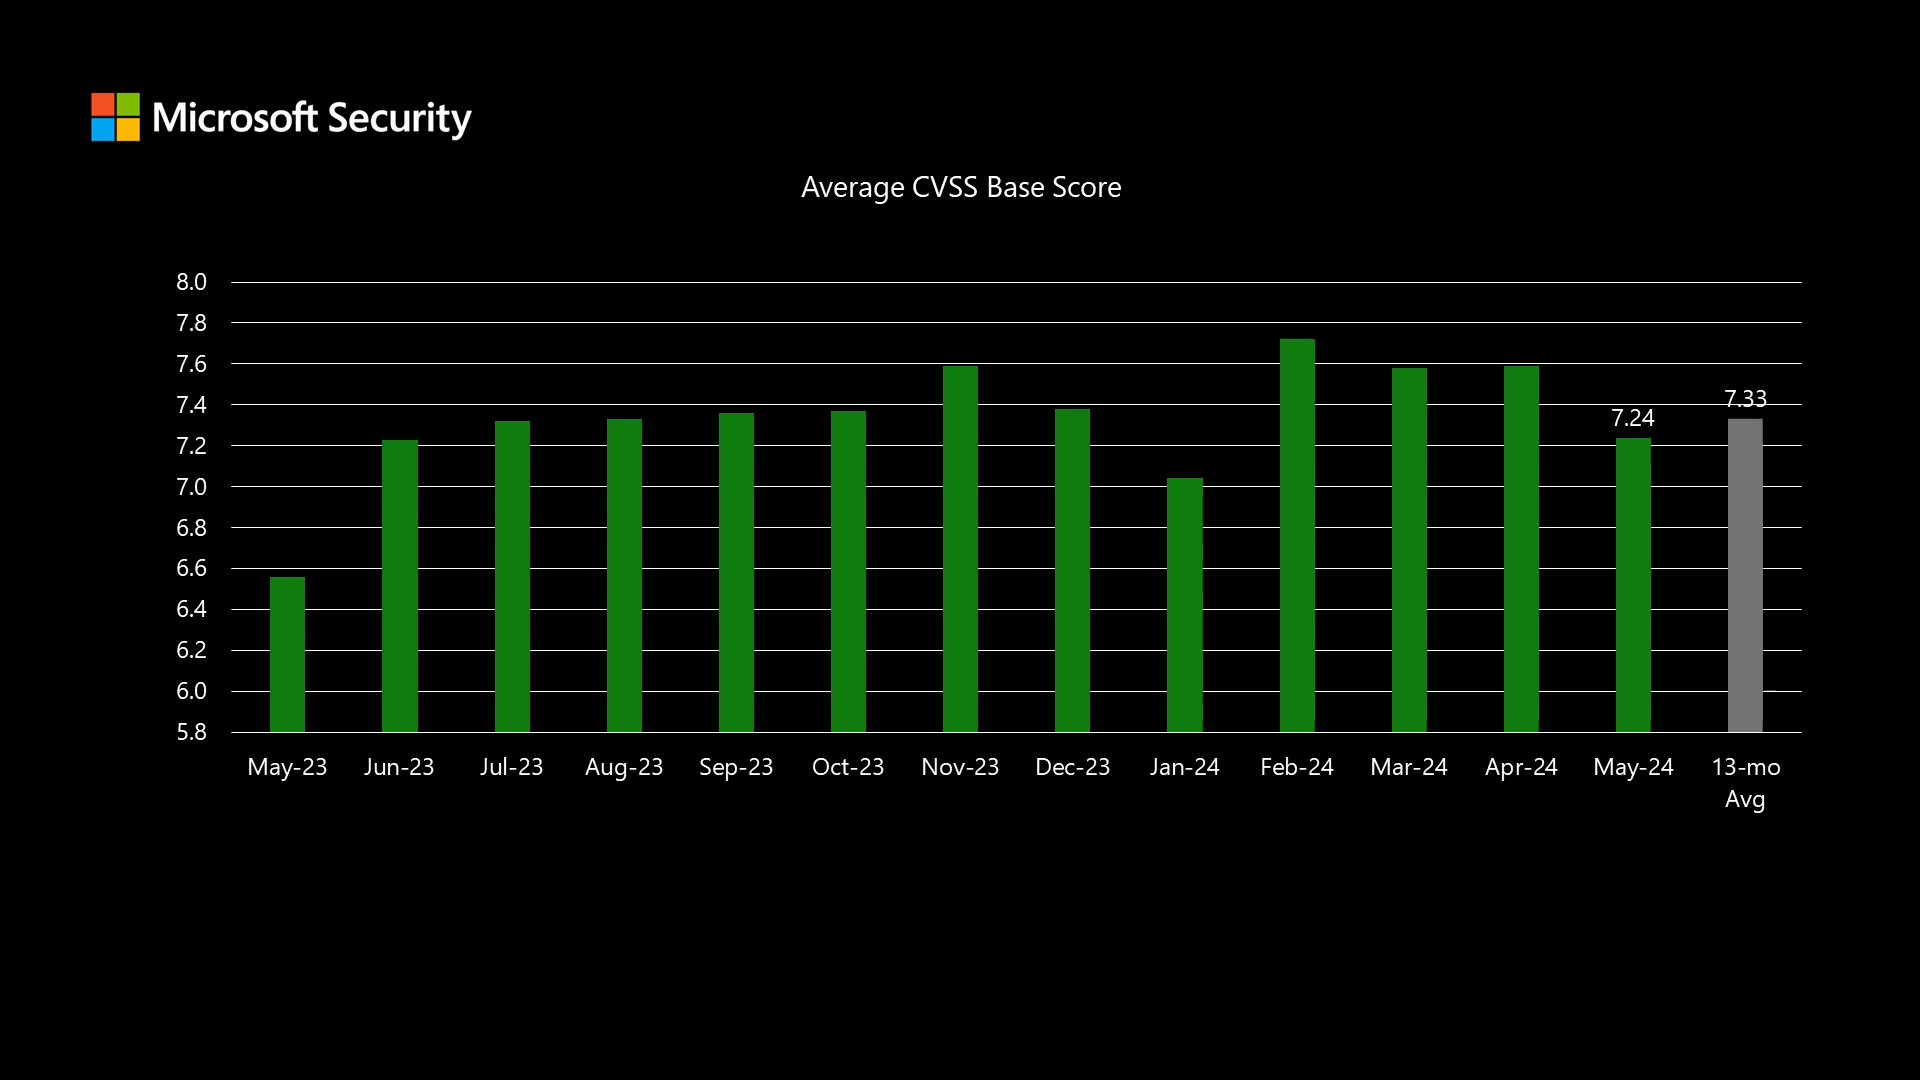 Microsoft Security
Average CVSS Base Score
8.0
7.8
7.6
7.4
7.2
7.0
6.8
6.6
6.4
6.2
6.0
5.8
7.24
7.33
May-23
Jun-23
Jul-23
Aug-23
Sep-23
Oct-23
Nov-23
Dec-23
Jan-24
Feb-24
Mar-24
Apr-24
May-24
13-mo
Avg